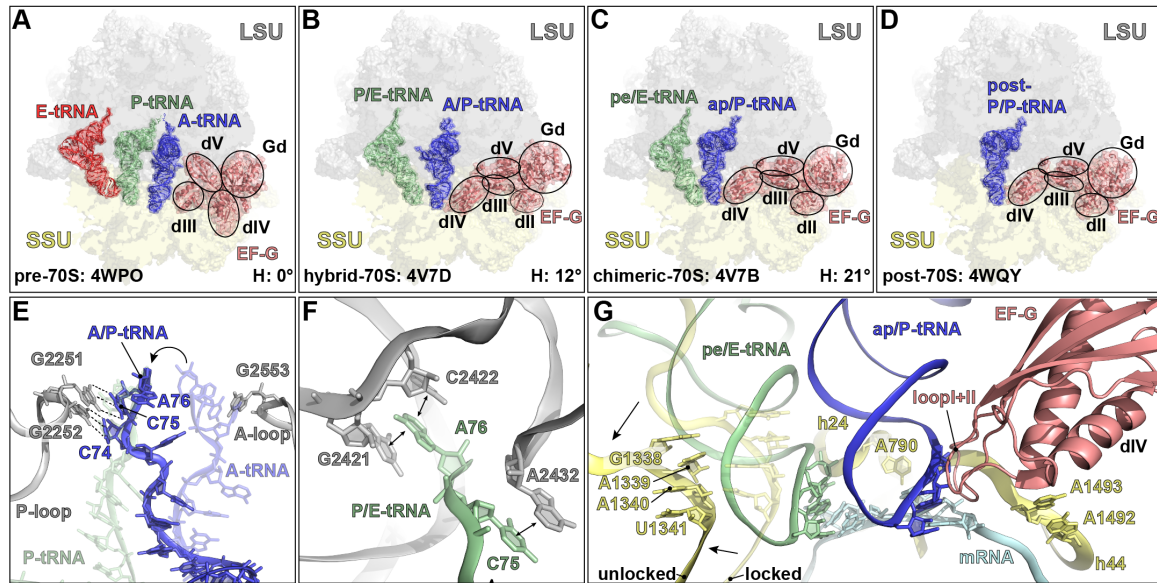 A
LSU
E-tRNA
P-tRNA
A-tRNA
dV
Gd
dIII
dIV
SSU
EF-G
pre-70S: 4WPO
H: 0°
B
LSU
P/E-tRNA
A/P-tRNA
Gd
dV
dIII
dIV
dII
EF-G
SSU
hybrid-70S: 4V7D
H: 12°
C
LSU
pe/E-tRNA
ap/P-tRNA
Gd
dV
dIII
dIV
dII
EF-G
SSU
chimeric-70S: 4V7B
H: 21°
D
LSU
post-
P/P-tRNA
Gd
dV
dIII
dIV
dII
EF-G
SSU
post-70S: 4WQY
E
A/P-tRNA
G2251
G2553
A76
G2252
C75
C74
A-loop
A-tRNA
P-loop
P-tRNA
F
C2422
A76
G2421
A2432
P/E-tRNA
C75
G
EF-G
ap/P-tRNA
pe/E-tRNA
loopI+II
h24
dIV
G1338
A790
A1339
A1340
A1493
U1341
A1492
mRNA
h44
unlocked
locked